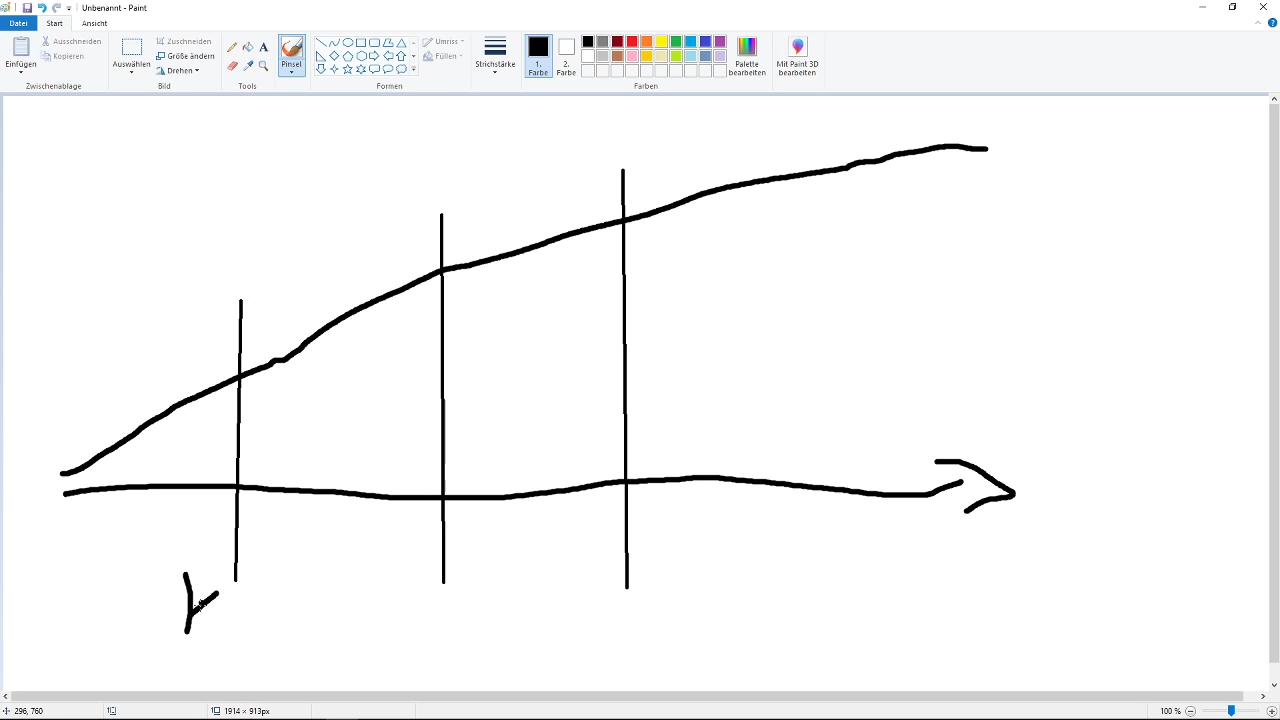 Unbenannt - Paint
Datei Start Ansicht
Einfügen
Ausschneiden
Kopieren
Zwischenablage
Auswählen
Zuschneiden
Größe ändern
Drehen
Bild
A
Tools
Pinsel
Formen
Umriss
Füllen
Strichstärke
1. Farbe
2. Farbe
Palette bearbeiten
Farben
Mit Paint 3D bearbeiten
296, 760
1914 × 913px
100 %